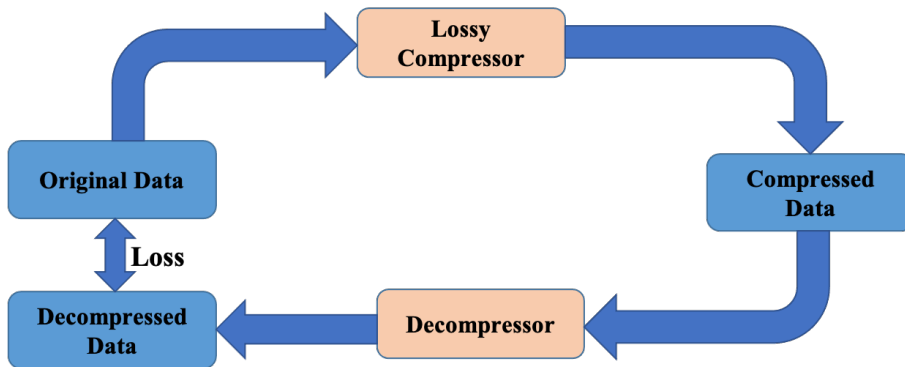 Lossy
Compressor
Original Data
Compressed
Data
Loss
Decompressed
Data
Decompressor